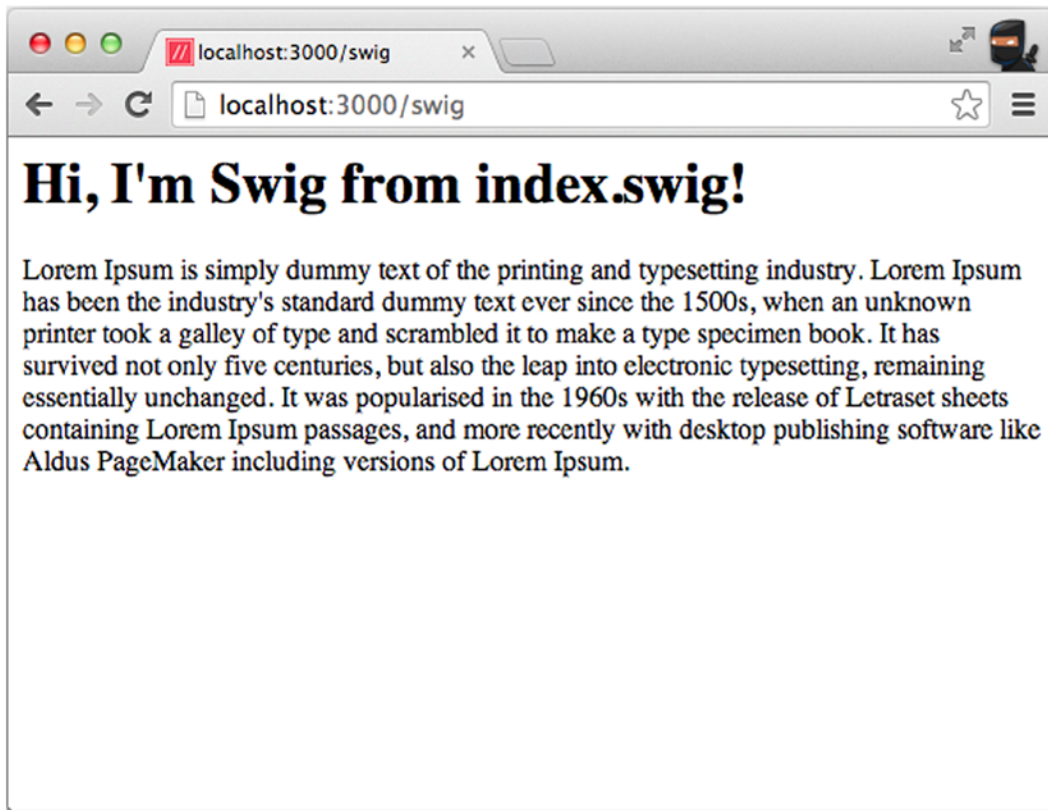 localhost:3000/swig
localhost:3000/swig
Hi, I'm Swig from index.swig!
Lorem Ipsum is simply dummy text of the printing and typesetting industry. Lorem Ipsum
has been the industry's standard dummy text ever since the 1500s, when an unknown
printer took a galley of type and scrambled it to make a type specimen book. It has
survived not only five centuries, but also the leap into electronic typesetting, remaining
essentially unchanged. It was popularised in the 1960s with the release of Letraset sheets
containing Lorem Ipsum passages, and more recently with desktop publishing software like
Aldus PageMaker including versions of Lorem Ipsum.